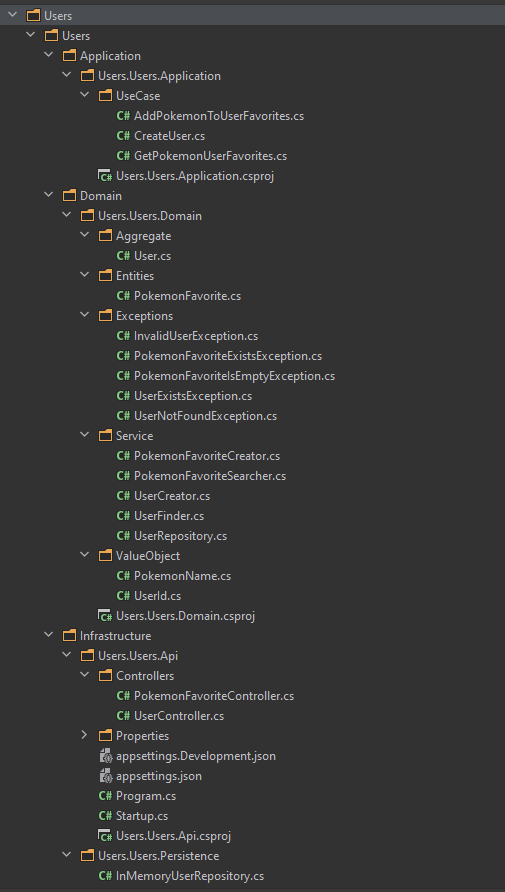 Users
Users
Application
Users.Users.Application
UseCase
C# AddPokemonToUserFavorites.cs
C# CreateUser.cs
C# GetPokemonUserFavorites.cs
C# Users.Users.Application.csproj
Domain
Users.Users.Domain
Aggregate
C# User.cs
Entities
C# PokemonFavorite.cs
Exceptions
C# InvalidUserException.cs
C# PokemonFavoriteExistsException.cs
C# PokemonFavoriteIsEmptyException.cs
C# UserExistsException.cs
C# UserNotFoundException.cs
Service
C# PokemonFavoriteCreator.cs
C# PokemonFavoriteSearcher.cs
C# UserCreator.cs
C# UserFinder.cs
C# UserRepository.cs
ValueObject
C# PokemonName.cs
C# UserId.cs
C# Users.Users.Domain.csproj
Infrastructure
Users.Users.Api
Controllers
C# PokemonFavoriteController.cs
C# UserController.cs
Properties
appsettings.Development.json
appsettings.json
C# Program.cs
C# Startup.cs
C# Users.Users.Api.csproj
Users.Users.Persistence
C# InMemoryUserRepository.cs